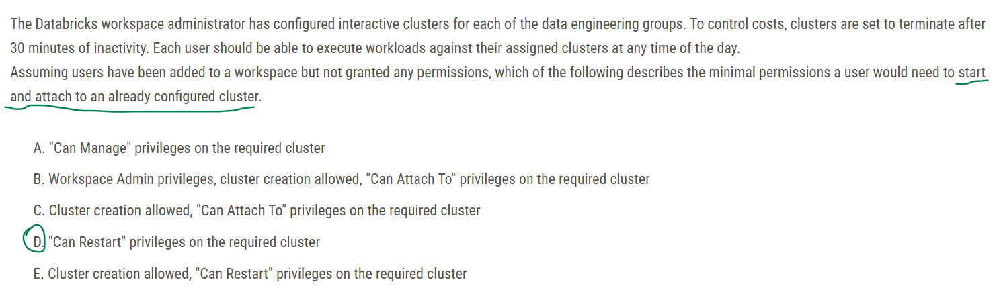 The Databricks workspace administrator has configured interactive clusters for each of the data engineering groups. To control costs, clusters are set to terminate after
30 minutes of inactivity. Each user should be able to execute workloads against their assigned clusters at any time of the day.
Assuming users have been added to a workspace but not granted any permissions, which of the following describes the minimal permissions a user would need to start
and attach to an already configured cluster.
A. "Can Manage" privileges on the required cluster
B. Workspace Admin privileges, cluster creation allowed, "Can Attach To" privileges on the required cluster
C. Cluster creation allowed, "Can Attach To" privileges on the required cluster
D. "Can Restart" privileges on the required cluster
E. Cluster creation allowed, "Can Restart" privileges on the required cluster